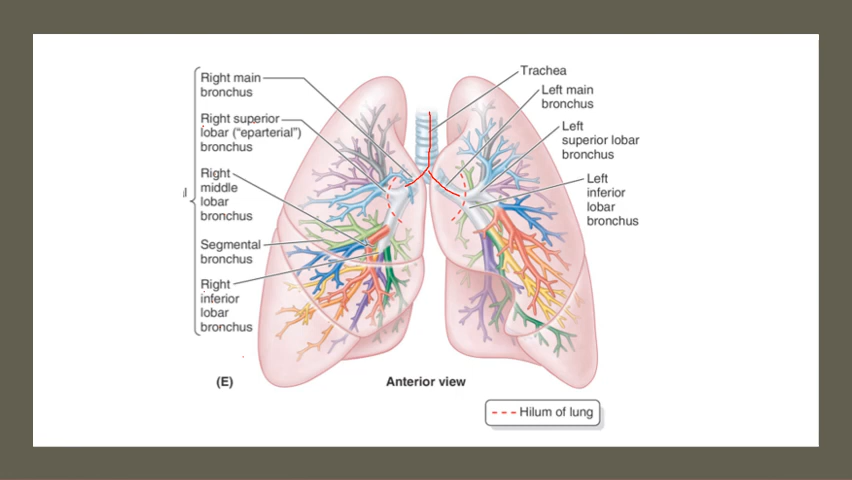 Right main
bronchus
Right superior
lobar ("eparterial")
bronchus
Right
middle
lobar
bronchus
Segmental
bronchus
Right
inferior
lobar
bronchus
Trachea
Left main
bronchus
Left
superior lobar
bronchus
Left
inferior
lobar
bronchus
(E)
Anterior view
Hilum of lung